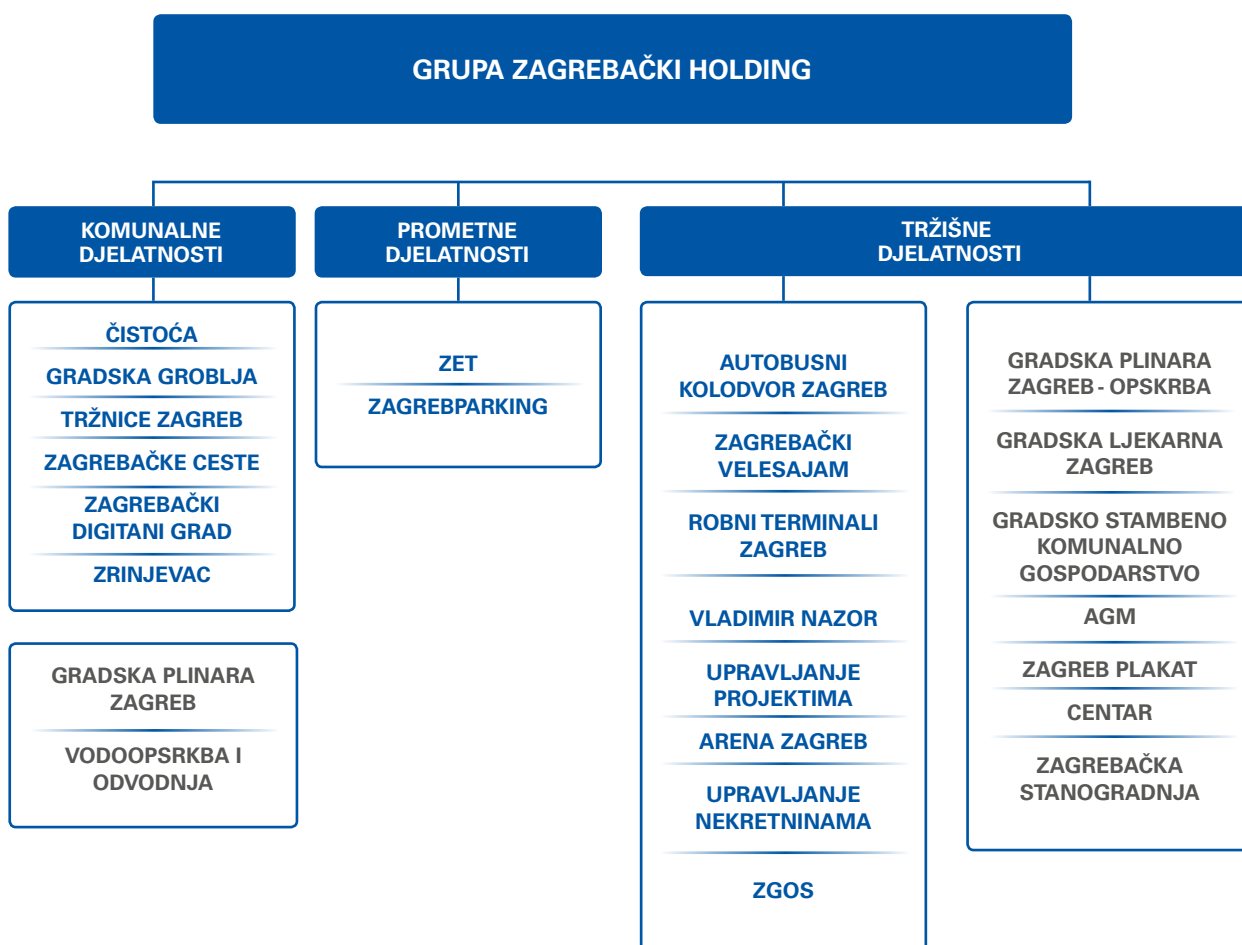 GRUPA ZAGREBAČKI HOLDING
KOMUNALNE
DJELATNOSTI
ČISTOĆA
GRADSKA GROBLJA
TRŽNICE ZAGREB
ZAGREBAČKE CESTE
ZAGREBAČKI
DIGITANI GRAD
ZRINJEVAC
GRADSKA PLINARA
ZAGREB
VODOOPSRKBA I
ODVODNJA
PROMETNE
DJELATNOSTI
ZET
ZAGREBPARKING
TRŽIŠNE
DJELATNOSTI
AUTOBUSNI
KOLODVOR ZAGREB
ZAGREBAČKI
VELESAJAM
ROBNI TERMINALI
ZAGREB
VLADIMIR NAZOR
UPRAVLJANJE
PROJEKTIMA
ARENA ZAGREB
UPRAVLJANJE
NEKRETNINAMA
ZGOS
GRADSKA PLINARA
ZAGREB - OPSKRBA
GRADSKA LJEKARNA
ZAGREB
GRADSKO STAMBENO
KOMUNALNO
GOSPODARSTVO
AGM
ZAGREB PLAKAT
CENTAR
ZAGREBAČKA
STANOGRADNJA